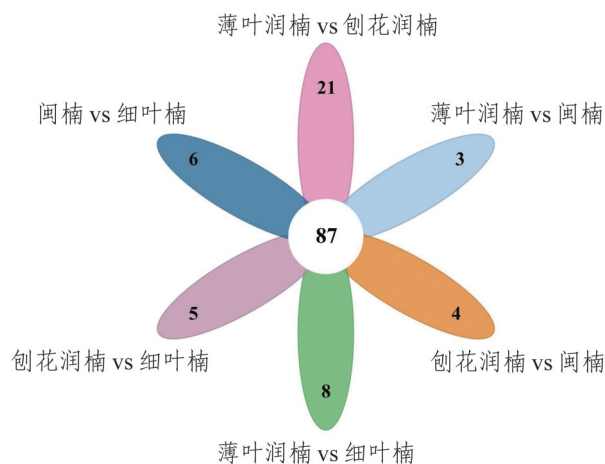 薄叶润楠 vs 刨花润楠
21
闽楠 vs 细叶楠
薄叶润楠 vs 闽楠
6
3
87
5
4
刨花润楠 vs 细叶楠
刨花润楠 vs 闽楠
8
薄叶润楠 vs 细叶楠